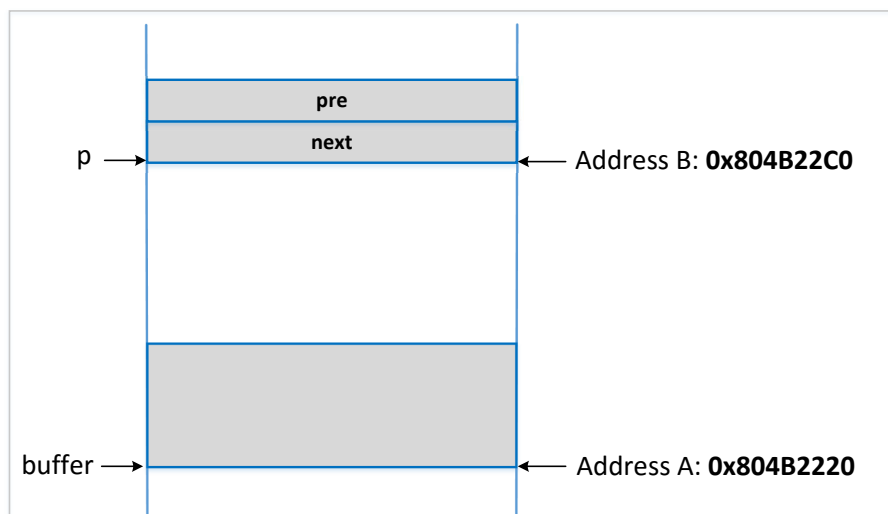 pre
next
p
Address B: 0x804B22C0
buffer
Address A: 0x804B2220